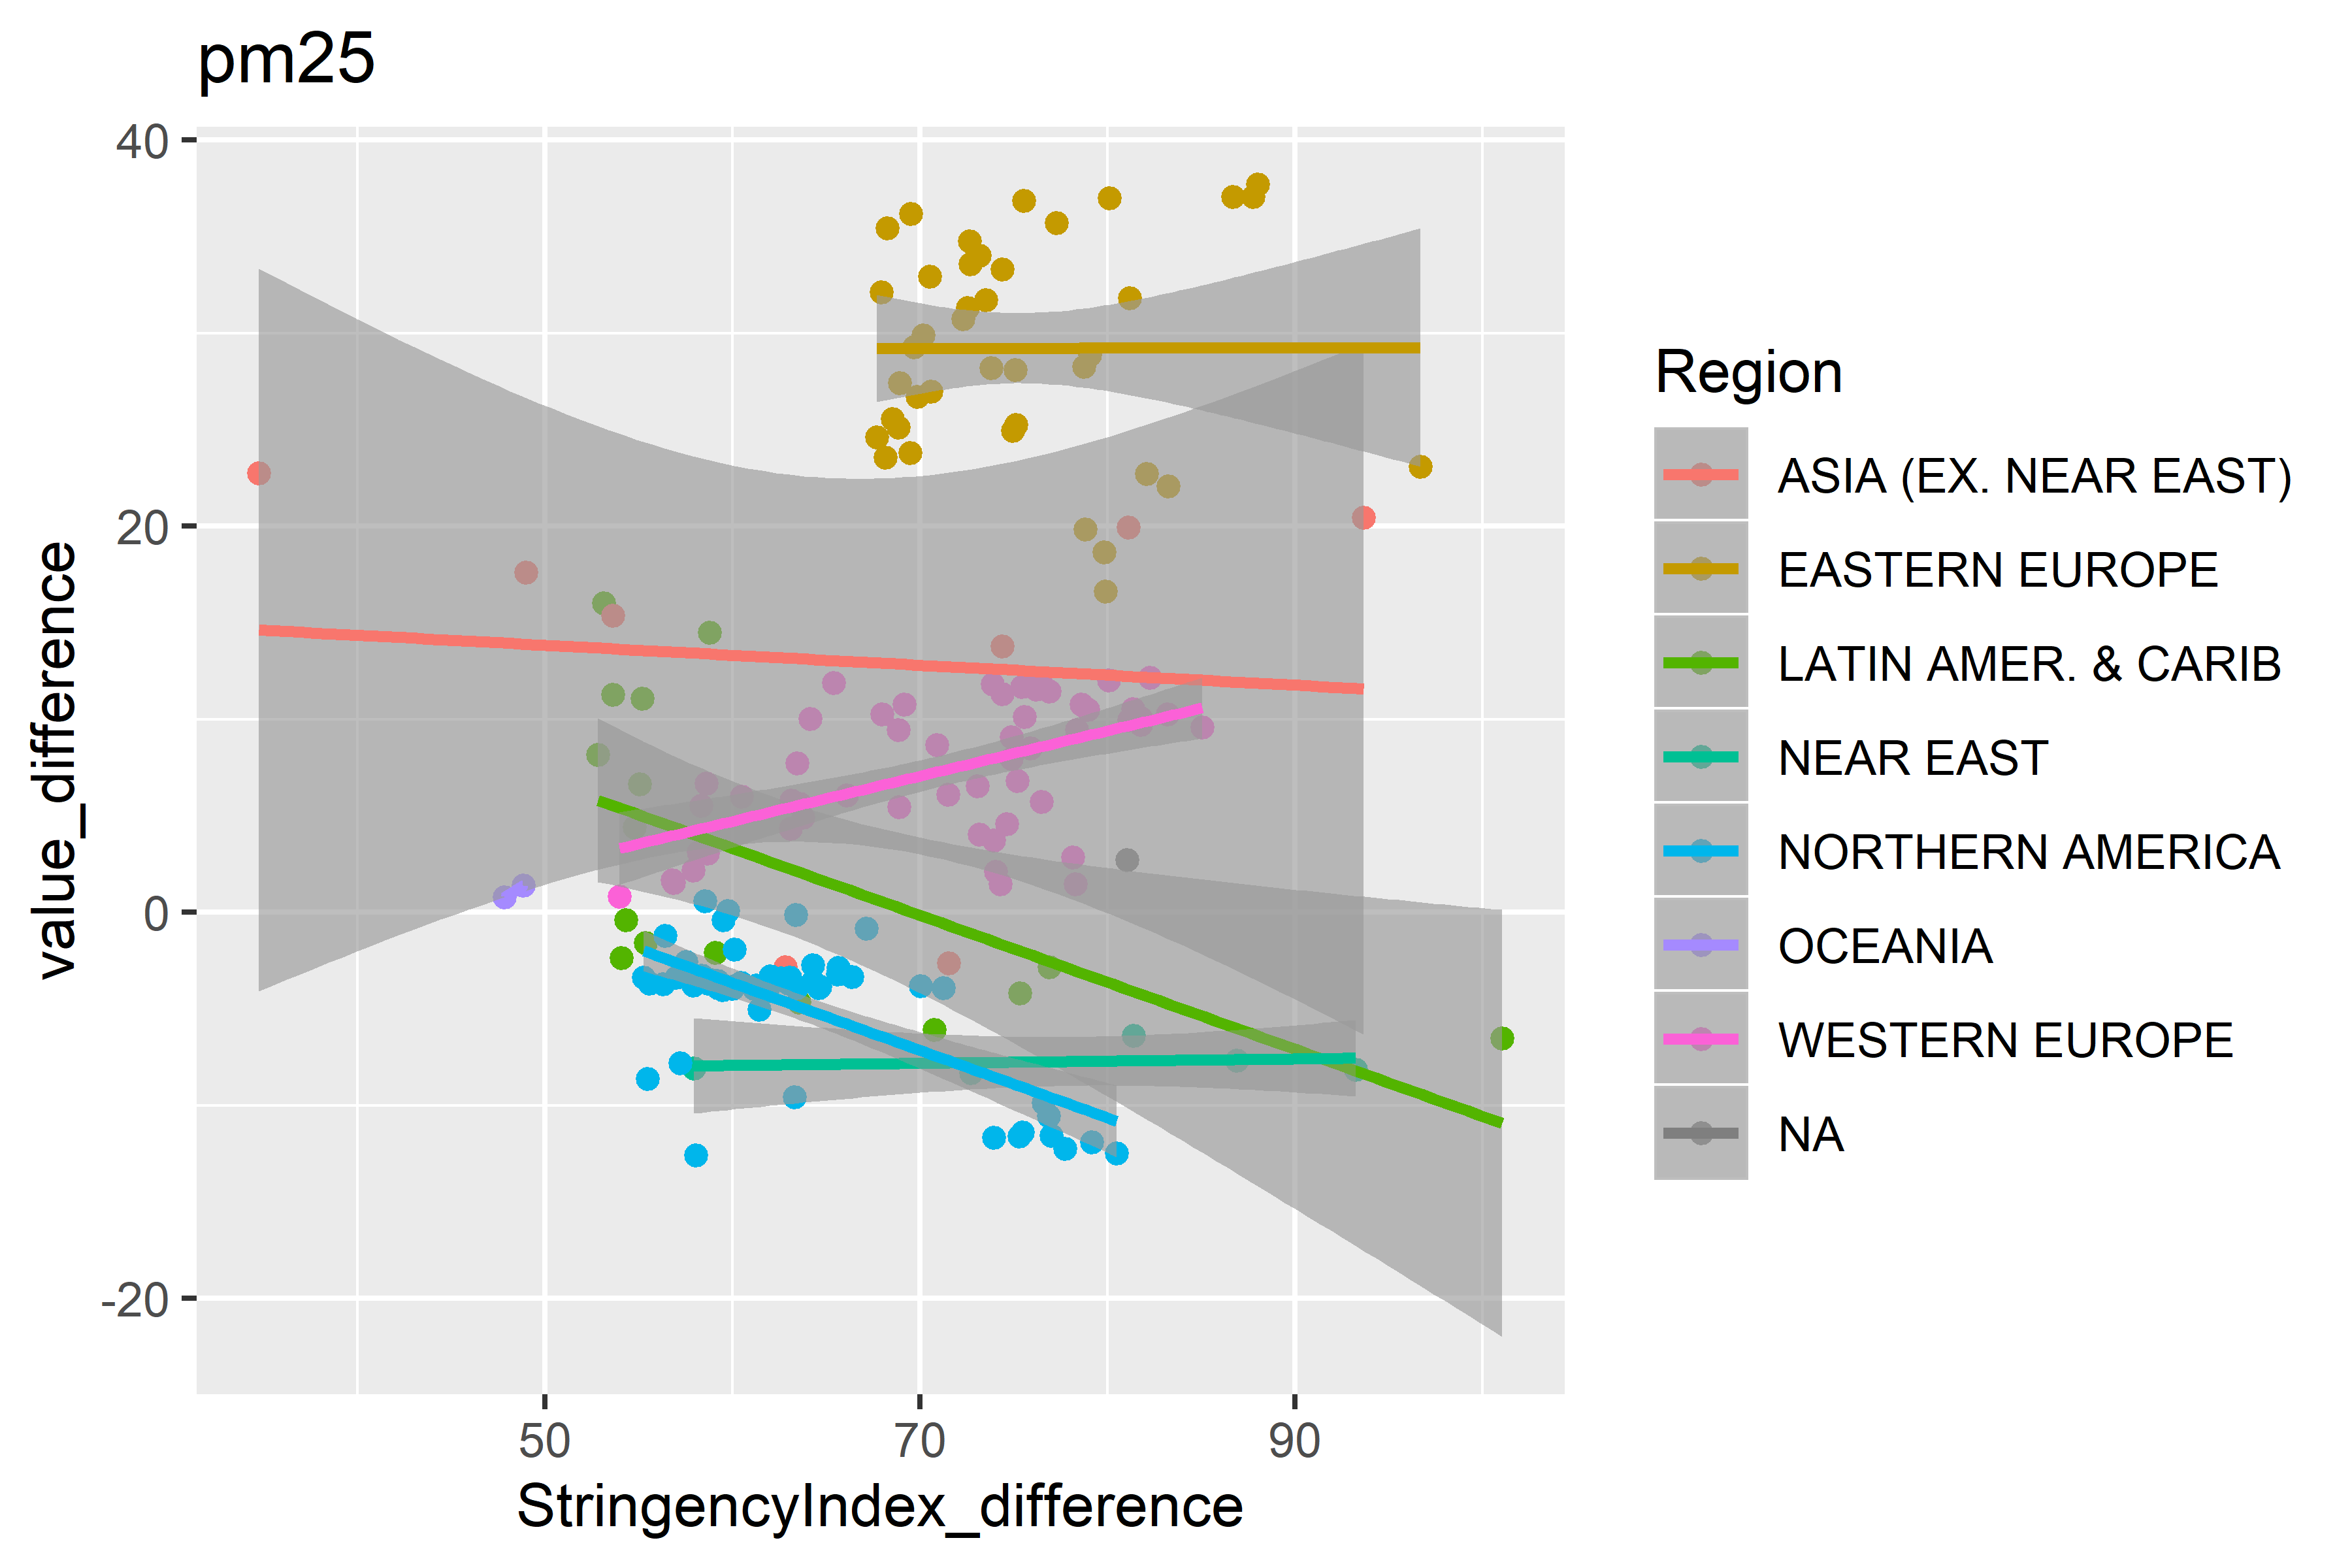 pm25
40
20
0
-20
value_difference
50 70 90
StringencyIndex_difference
Region
ASIA (EX. NEAR EAST)
EASTERN EUROPE
LATIN AMER. & CARIB
NEAR EAST
NORTHERN AMERICA
OCEANIA
WESTERN EUROPE
NA